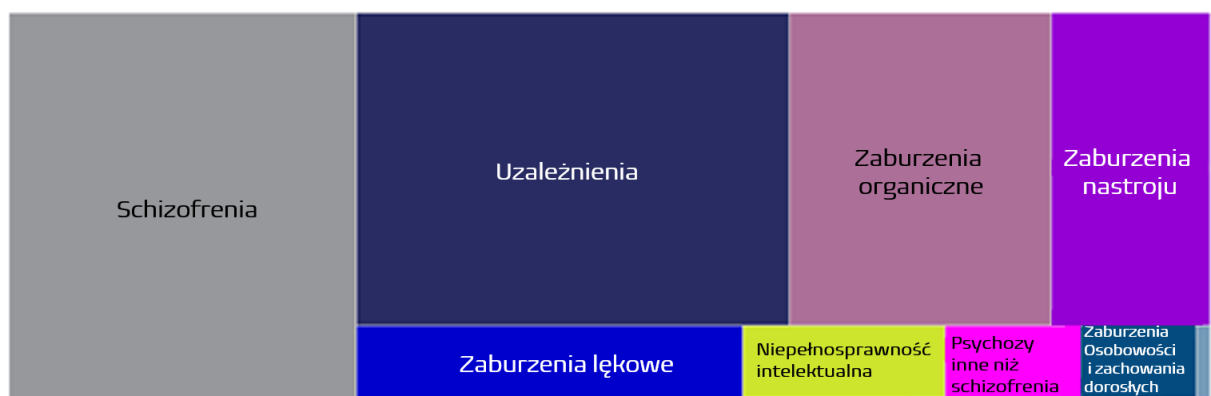 Schizofrenia
Uzależnienia
Zaburzenia
organiczne
Zaburzenia
nastroju
Zaburzenia lękowe
Niepełnosprawność
intelektualna
Psychozy
inne niż
schizofrenia
Zaburzenia
Osobowości
i zachowania
dorosłych